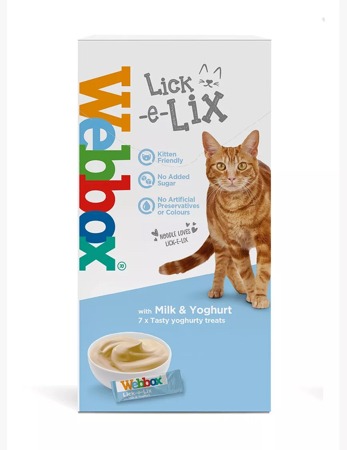 Webbox®
Lick
-e-Lix
Kitten
Friendly
No Added
Sugar
No Artificial
Preservatives
or Colours
NOODLE LOVES
LICK-E-LIX
with Milk & Yoghurt
7 x Tasty yoghurty treats
Webbox